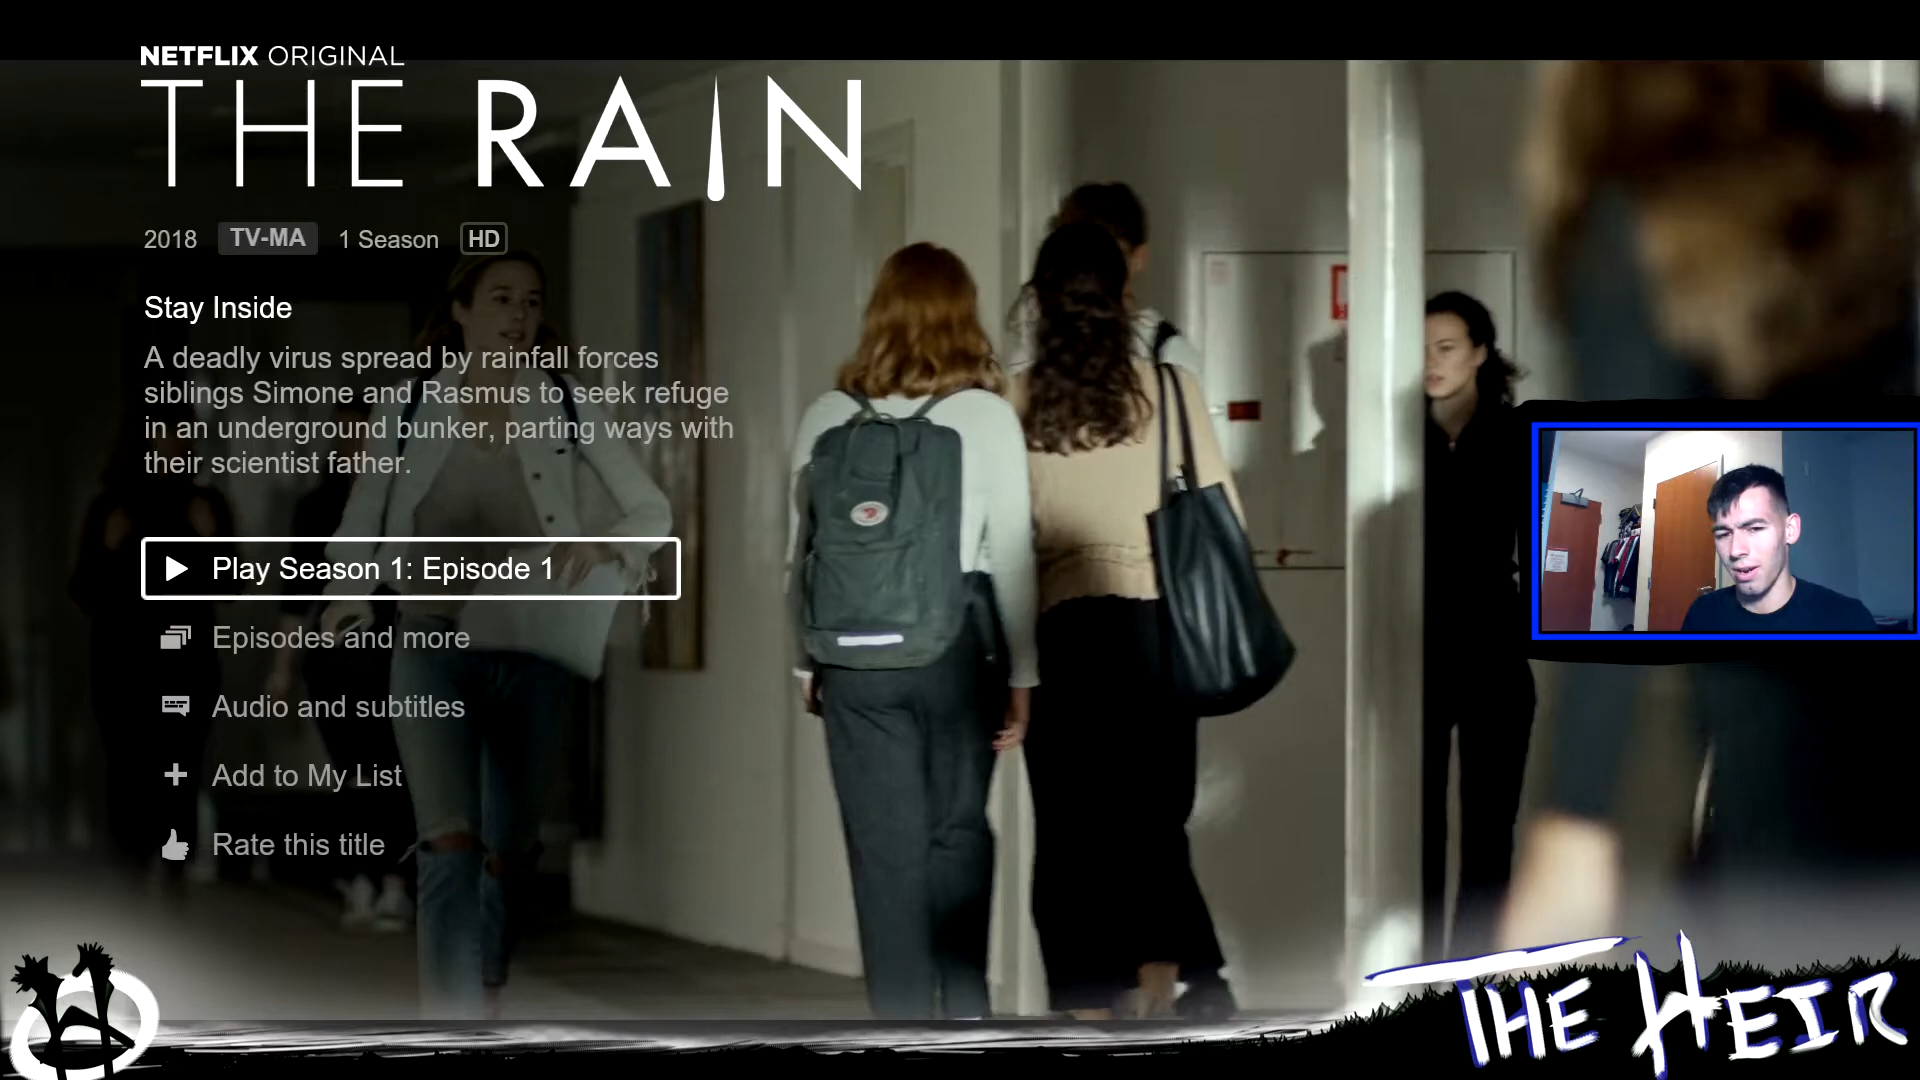 NETFLIX ORIGINAL
THE RAIN
2018 TV-MA 1 Season HD
Stay Inside
A deadly virus spread by rainfall forces
siblings Simone and Rasmus to seek refuge
in an underground bunker, parting ways with
their scientist father.
Play Season 1: Episode 1
Episodes and more
Audio and subtitles
Add to My List
Rate this title
THE HEIR